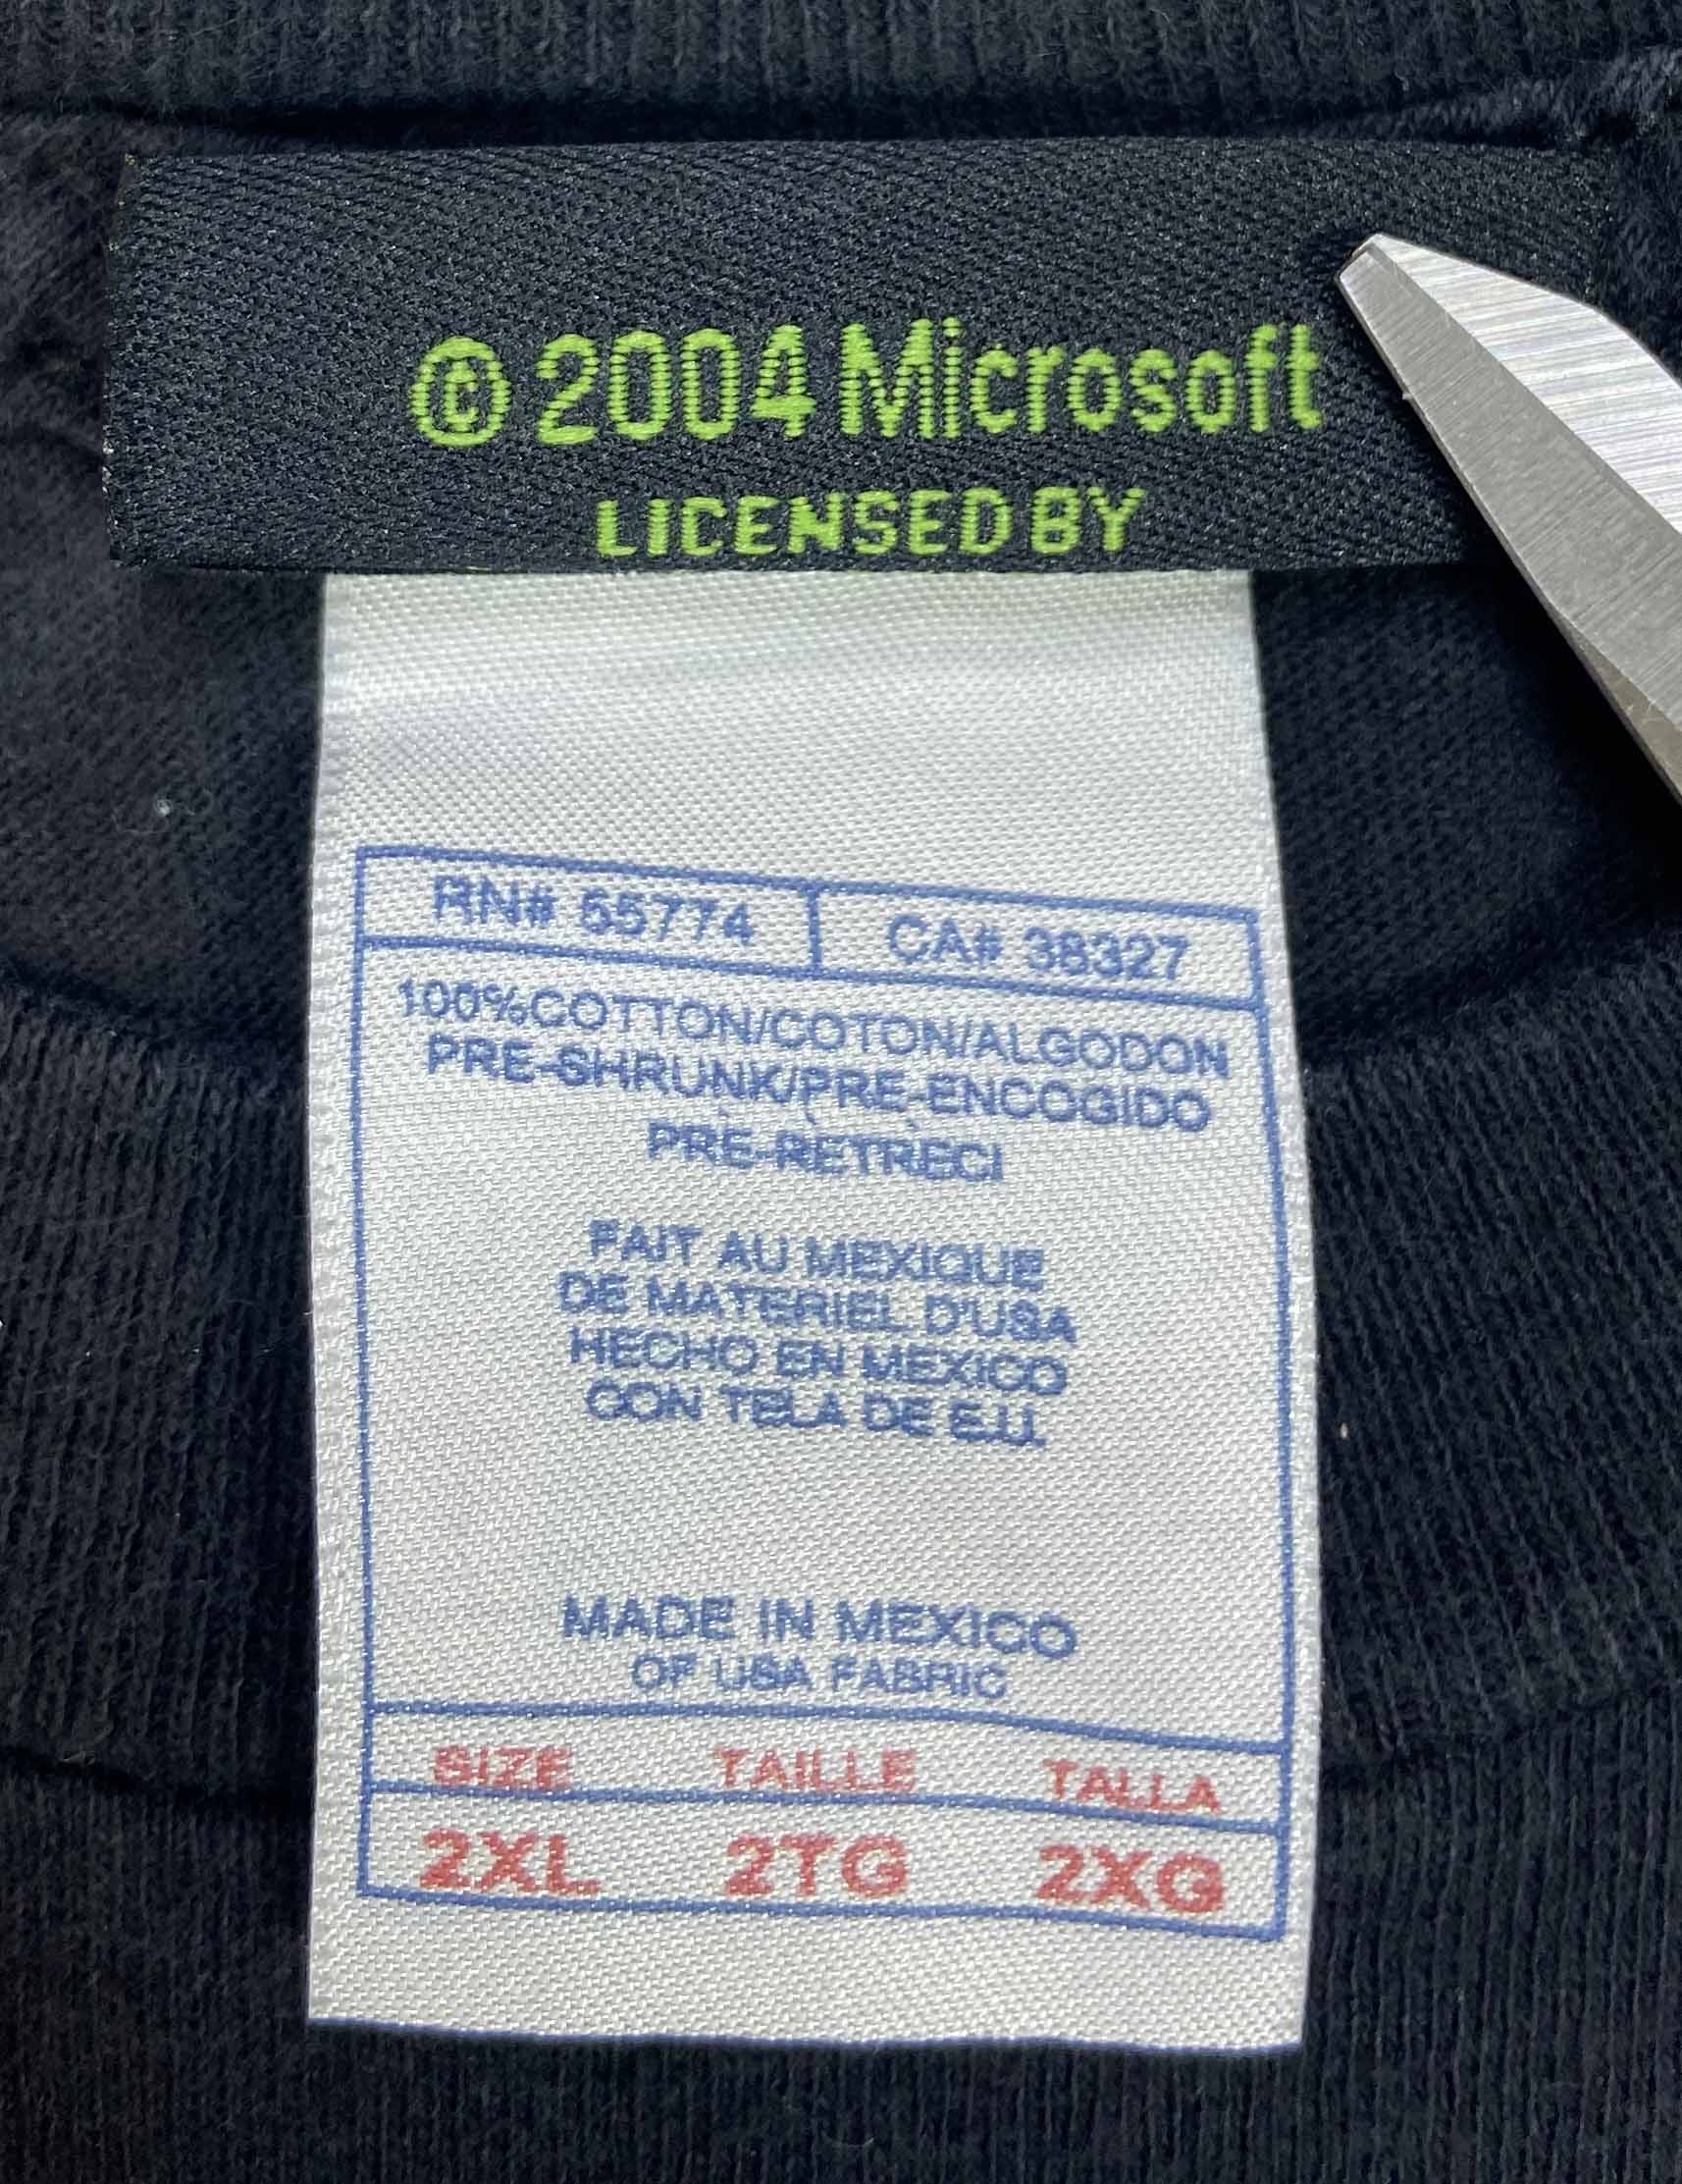 © 2004 Microsoft
LICENSED BY
RN# 55774 CA# 38327
100%COTTON/COTON/ALGODON
PRE-SHRUNK/PRE-ENCOGIDO
PRÈ-RÈTRÈCI
FAIT AU MEXIQUE
DE MATERIEL D'USA
HECHO EN MEXICO
CON TELA DE E.U.
MADE IN MEXICO
OF USA FABRIC
SIZE TAILLE TALLA
2XL 2TG 2XG